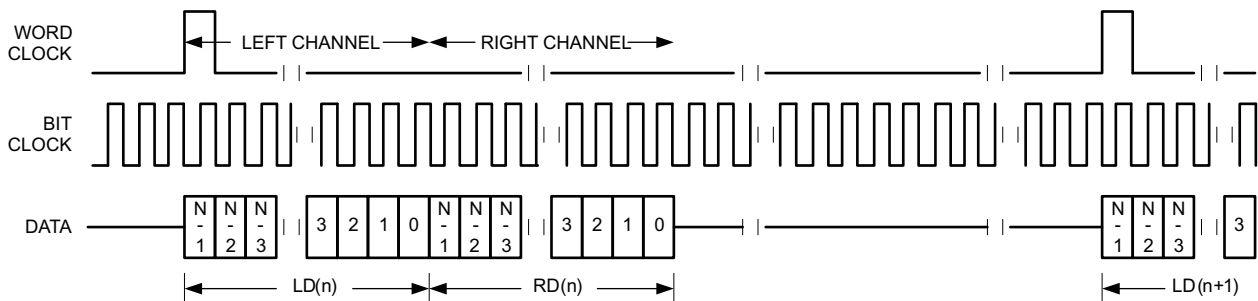 WORD
CLOCK
LEFT CHANNEL
RIGHT CHANNEL
BIT
CLOCK
DATA
N-1
N-2
N-3
3 2 1 0
N-1
N-2
N-3
3 2 1 0
N-1
N-2
N-3
3
LD(n)
RD(n)
LD(n+1)